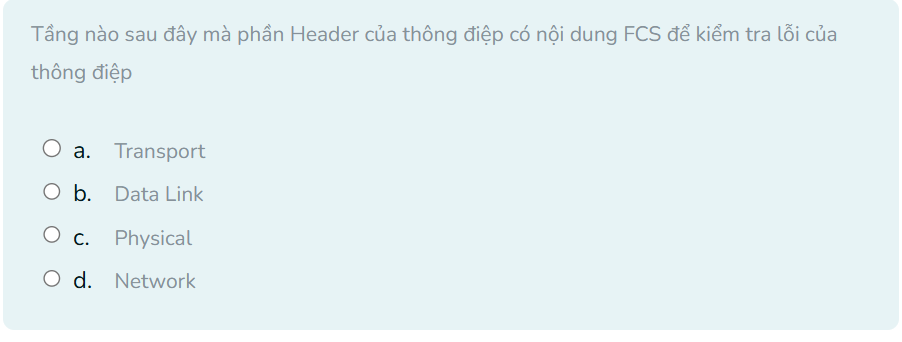 Tầng nào sau đây mà phần Header của thông điệp có nội dung FCS để kiểm tra lỗi của
thông điệp
a. Transport
b. Data Link
c. Physical
d. Network